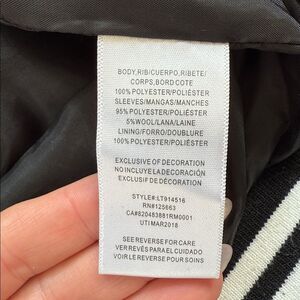 BODY,RIB/CUERPO,RIBETE/
CORPS,BORD COTE
100% POLYESTER/POLIÉSTER
SLEEVES/MANGAS/MANCHES
95% POLYESTER/POLIÉSTER
5%WOOL/LANA/LAINE
LINING/FORRO/DOUBLURE
100% POLYESTER/POLIÉSTER
EXCLUSIVE OF DECORATION
NO INCLUYE LA DECORACIÓN
EXCLUSIF DE DÉCORATION
STYLE#:LT914516
RN#125663
CA#820483881RM0001
UTI MAR2018
SEE REVERSE FOR CARE
VER REVÉS PARA EL CUIDADO
VOIR LE REVERSE POUR SOINS